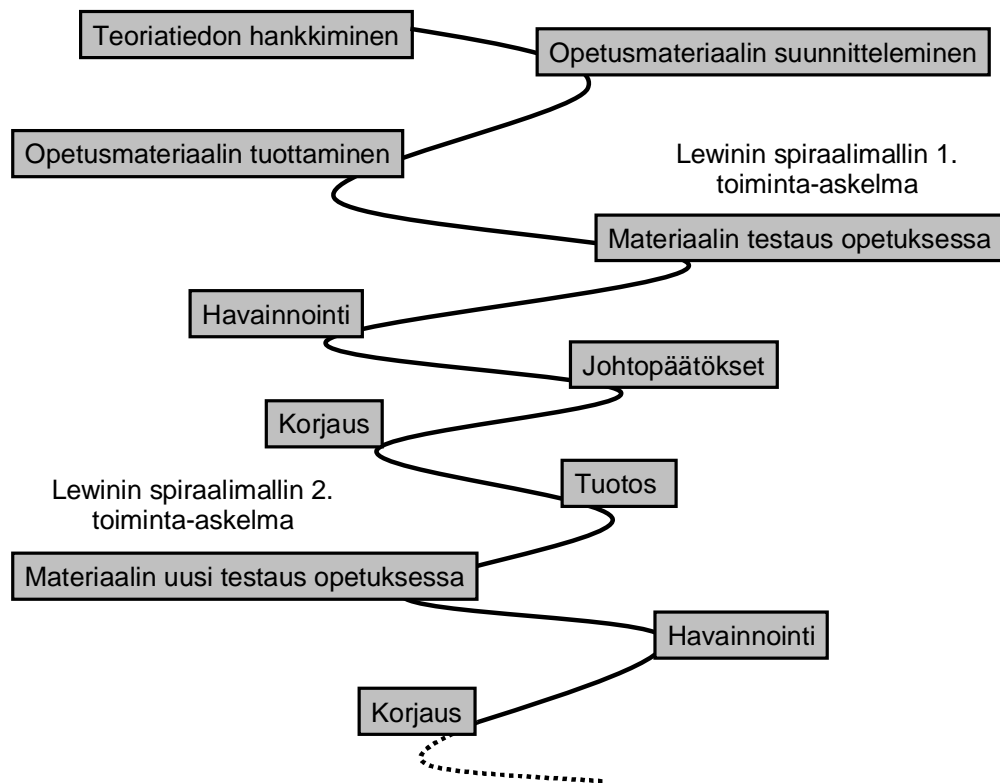 Teoriatiedon hankkiminen
Opetusmateriaalin suunnitteleminen
Opetusmateriaalin tuottaminen
Lewinin spiraalimallin 1.
toiminta-askelma
Materiaalin testaus opetuksessa
Havainnointi
Johtopäätökset
Korjaus
Tuotos
Lewinin spiraalimallin 2.
toiminta-askelma
Materiaalin uusi testaus opetuksessa
Havainnointi
Korjaus